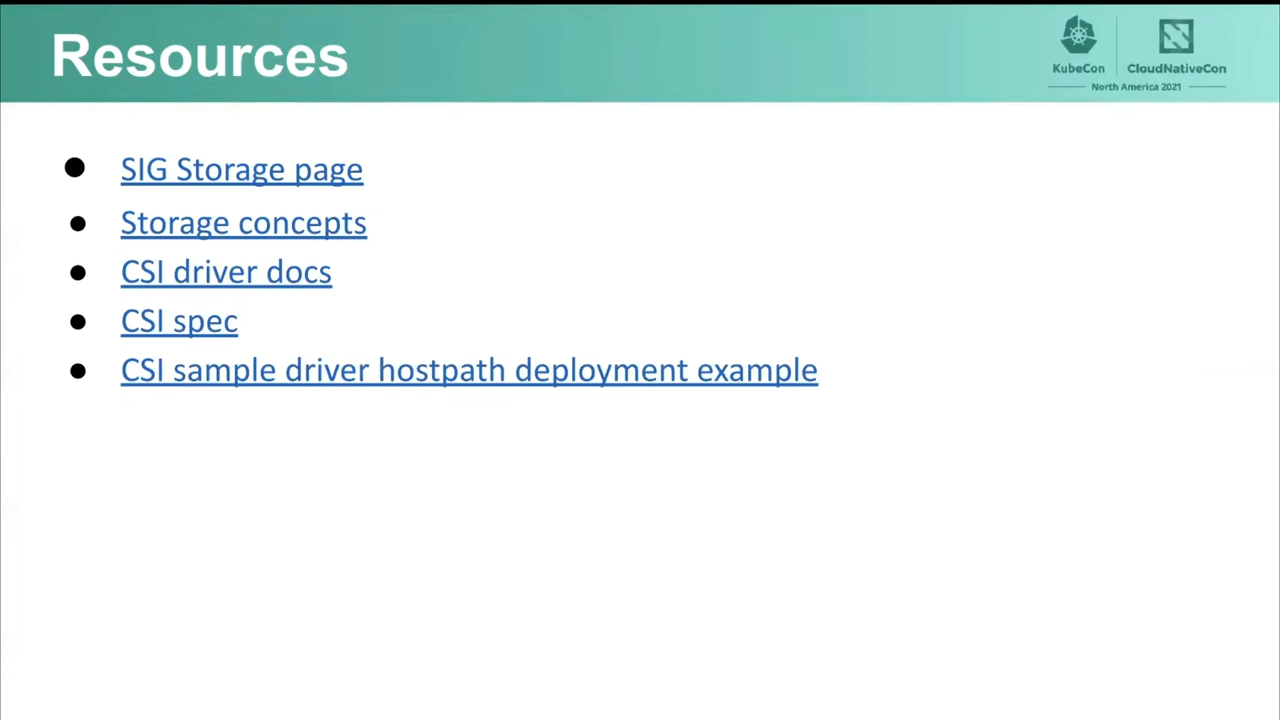 Resources
KubeCon
CloudNativeCon
North America 2021
SIG Storage page
Storage concepts
CSI driver docs
CSI spec
CSI sample driver hostpath deployment example